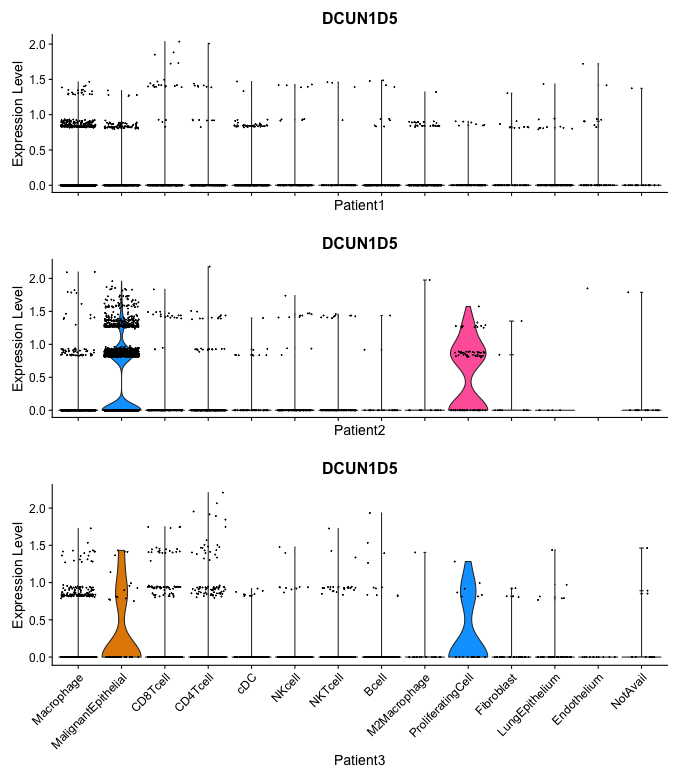 DCUN1D5
Expression Level
2.0
1.5
1.0
0.5
0.0
Patient1
DCUN1D5
Expression Level
2.0
1.5
1.0
0.5
0.0
Patient2
DCUN1D5
Expression Level
2.0
1.5
1.0
0.5
0.0
Macrophage
MalignantEpithelial
CD8Tcell
CD4Tcell
cDC
NKcell
NKTcell
Bcell
M2Macrophage
ProliferatingCell
Fibroblast
LungEpithelium
Endothelium
NotAvail
Patient3